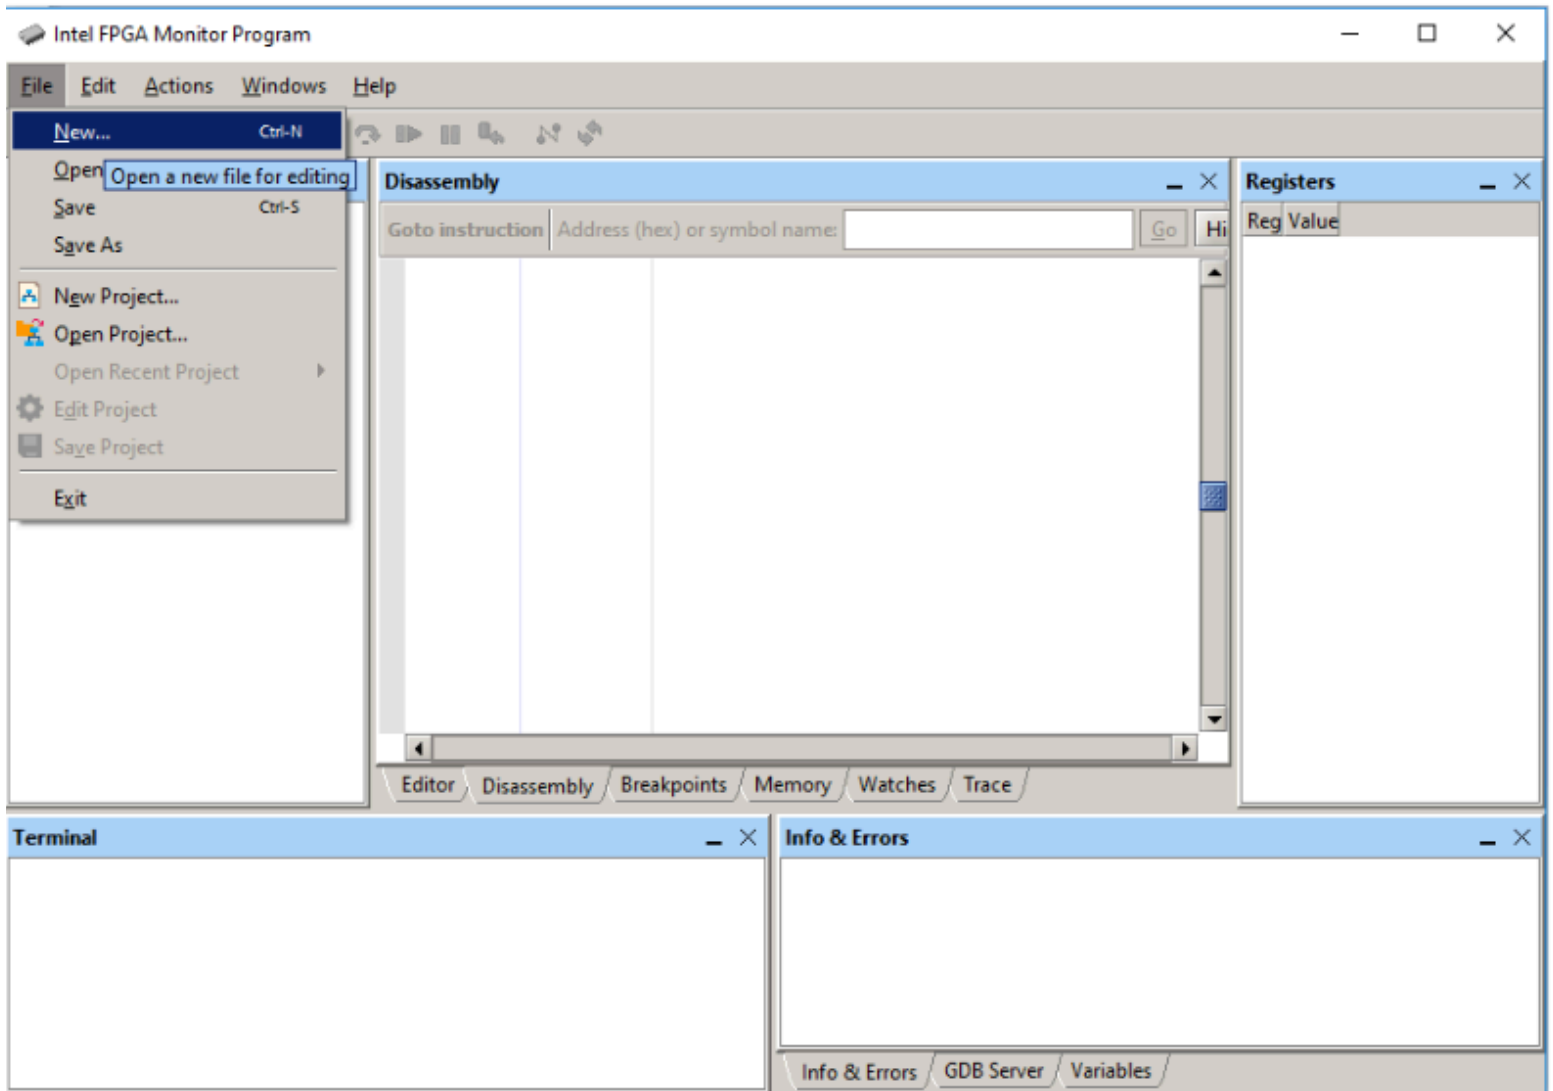 Intel FPGA Monitor Program
File Edit Actions Windows Help
New... Ctrl-N
Open
Open a new file for editing
Save Ctrl-S
Save As
New Project...
Open Project...
Open Recent Project
Edit Project
Save Project
Exit
Disassembly
Goto instruction Address (hex) or symbol name: Go Hi
Editor Disassembly Breakpoints Memory Watches Trace
Registers
Reg Value
Terminal
Info & Errors
Info & Errors GDB Server Variables